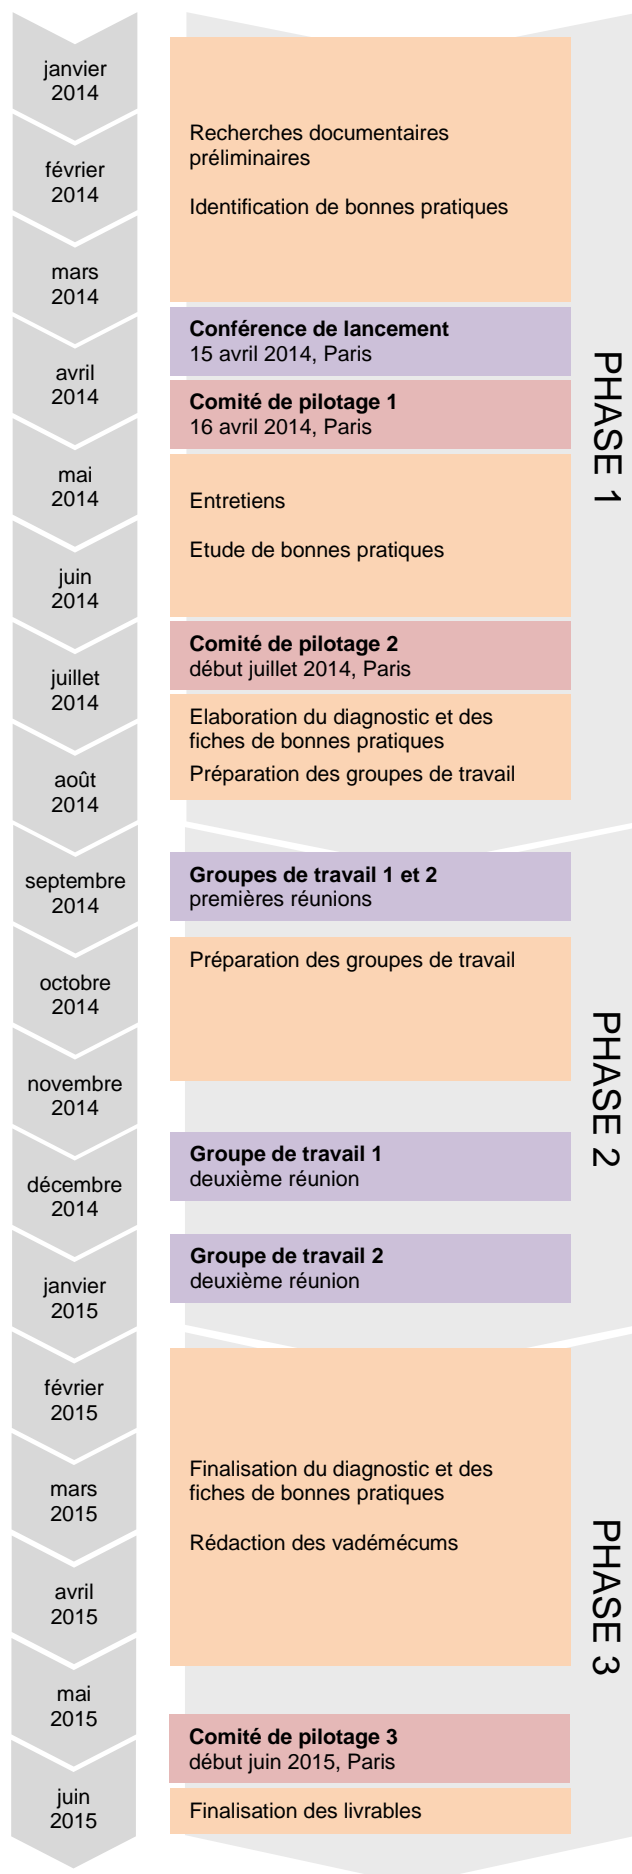 janvier
2014
février
2014
mars
2014
avril
2014
mai
2014
juin
2014
juillet
2014
août
2014
septembre
2014
octobre
2014
novembre
2014
décembre
2014
janvier
2015
février
2015
mars
2015
avril
2015
mai
2015
juin
2015
Recherches documentaires
préliminaires
Identification de bonnes pratiques
Conférence de lancement
15 avril 2014, Paris
Comité de pilotage 1
16 avril 2014, Paris
Entretiens
Etude de bonnes pratiques
Comité de pilotage 2
début juillet 2014, Paris
Elaboration du diagnostic et des
fiches de bonnes pratiques
Préparation des groupes de travail
PHASE 1
Groupes de travail 1 et 2
premières réunions
Préparation des groupes de travail
Groupe de travail 1
deuxième réunion
Groupe de travail 2
deuxième réunion
PHASE 2
Finalisation du diagnostic et des
fiches de bonnes pratiques
Rédaction des vadémécums
Comité de pilotage 3
début juin 2015, Paris
Finalisation des livrables
PHASE 3